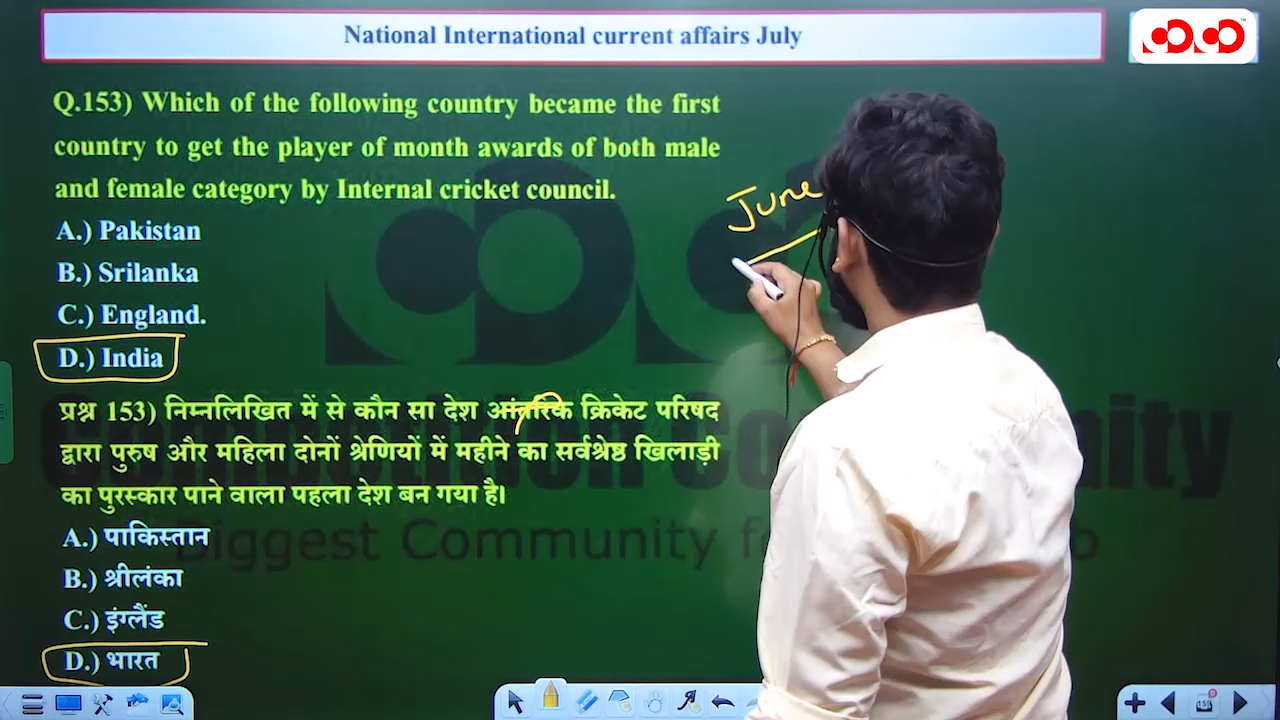 National International current affairs July
Q.153) Which of the following country became the first
country to get the player of month awards of both male
and female category by Internal cricket council.
A.) Pakistan
B.) Srilanka
C.) England.
D.) India
June
प्रश्न 153) निम्नलिखित में से कौन सा देश आंतरिक क्रिकेट परिषद
द्वारा पुरुष और महिला दोनों श्रेणियों में महीने का सर्वश्रेष्ठ खिलाड़ी
का पुरस्कार पाने वाला पहला देश बन गया है।
A.) पाकिस्तान
B.) श्रीलंका
C.) इंग्लैंड
D.) भारत
Biggest Community